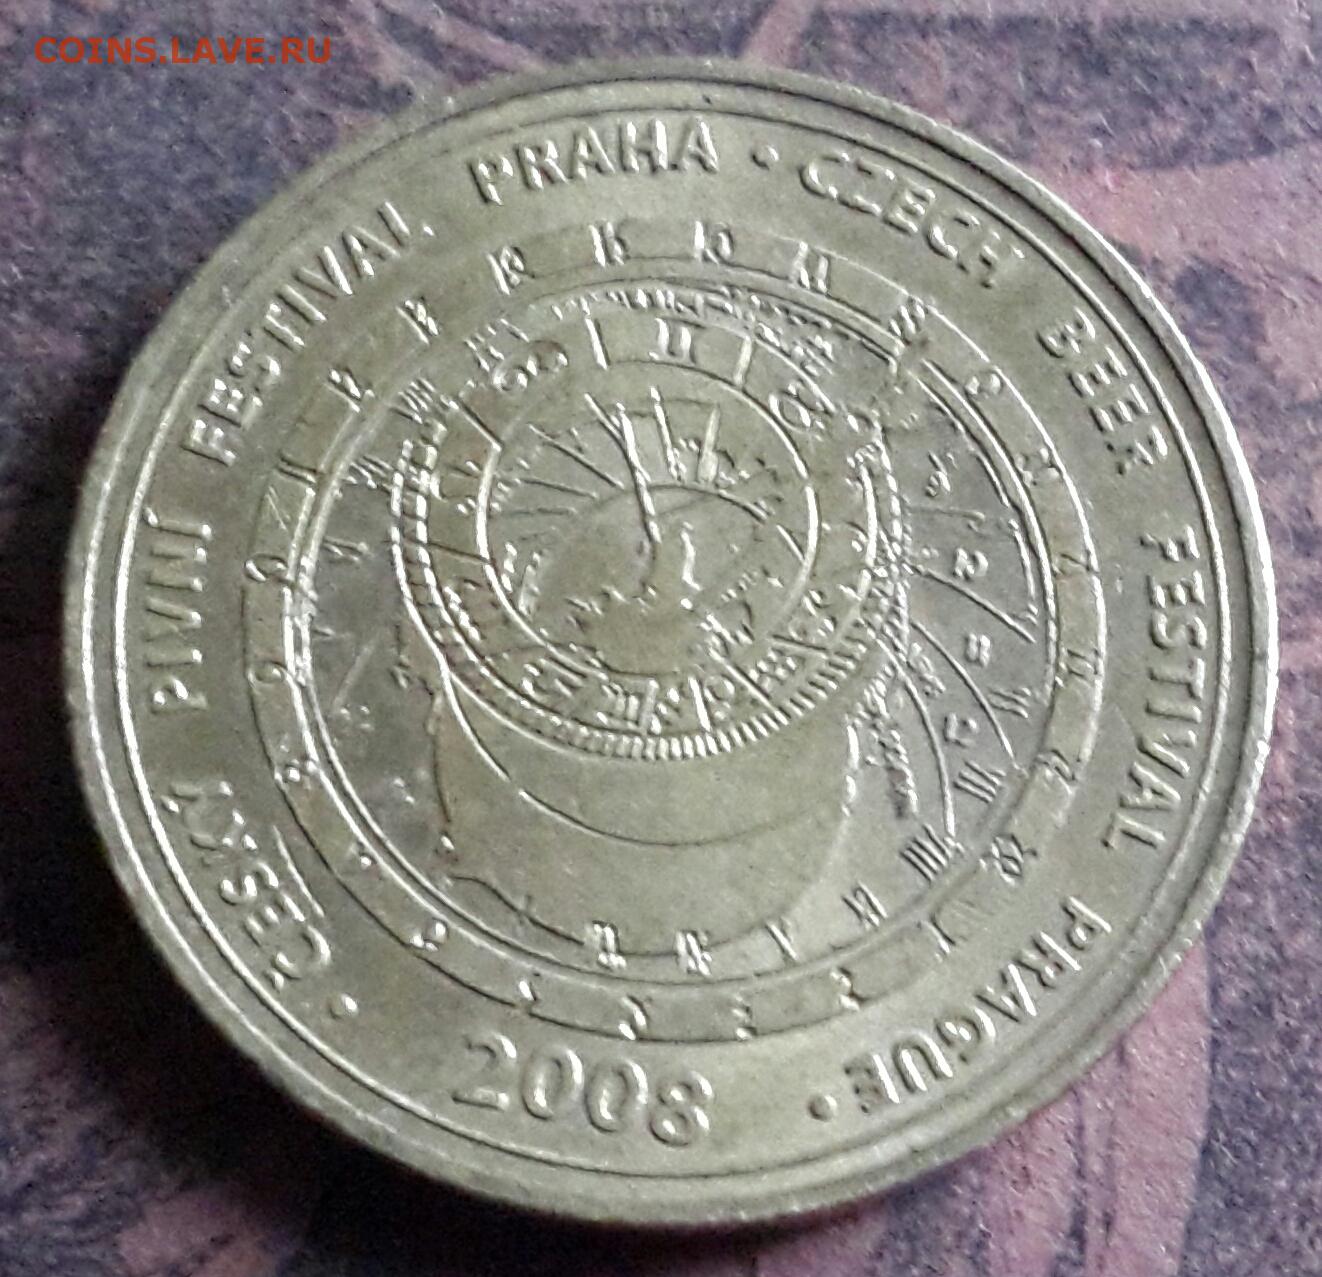 COINS.LAVE.RU
ČESKÝ PIVNÍ FESTIVAL PRAHA • CZECH BEER FESTIVAL PRAGUE •
2008 •